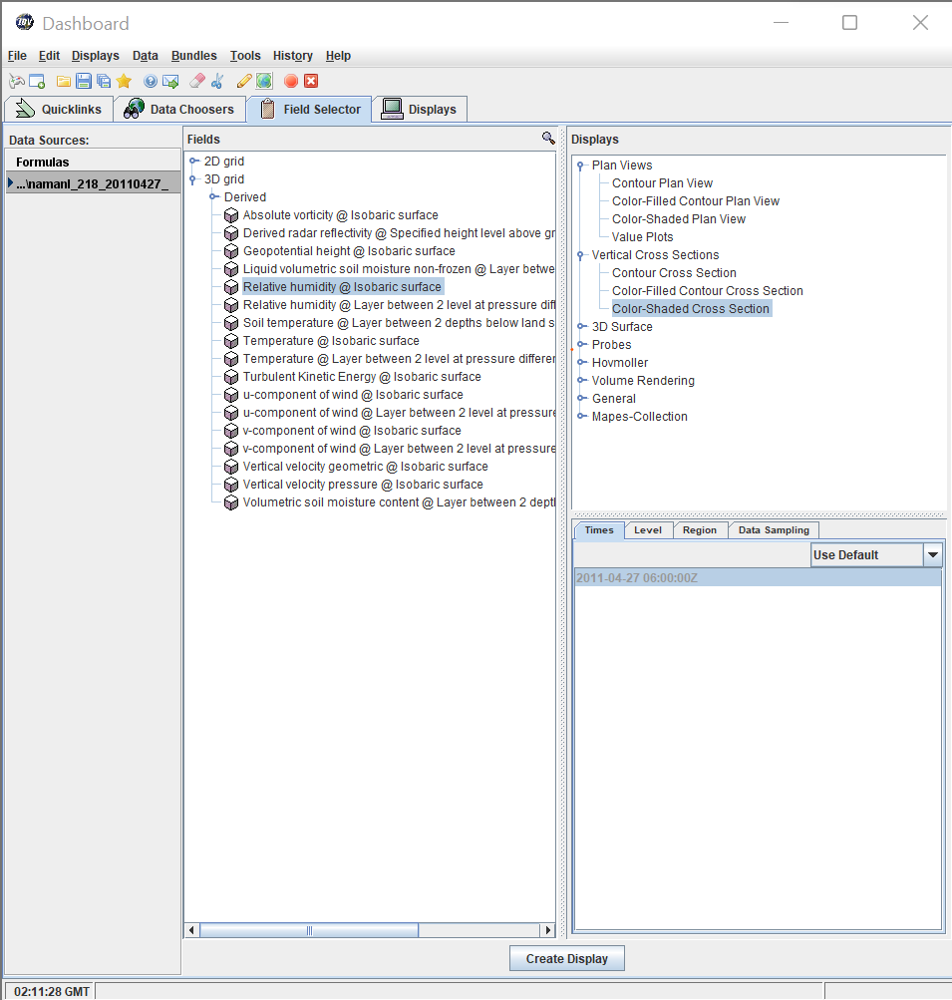 IDV Dashboard
File Edit Displays Data Bundles Tools History Help
Quicklinks Data Choosers Field Selector Displays
Data Sources:
Formulas
...\namanl_218_20110427_
Fields
2D grid
3D grid
Derived
Absolute vorticity @ Isobaric surface
Derived radar reflectivity @ Specified height level above gr
Geopotential height @ Isobaric surface
Liquid volumetric soil moisture non-frozen @ Layer betwe
Relative humidity @ Isobaric surface
Relative humidity @ Layer between 2 level at pressure diff
Soil temperature @ Layer between 2 depths below land s
Temperature @ Isobaric surface
Temperature @ Layer between 2 level at pressure differen
Turbulent Kinetic Energy @ Isobaric surface
u-component of wind @ Isobaric surface
u-component of wind @ Layer between 2 level at pressure
v-component of wind @ Isobaric surface
v-component of wind @ Layer between 2 level at pressure
Vertical velocity geometric @ Isobaric surface
Vertical velocity pressure @ Isobaric surface
Volumetric soil moisture content @ Layer between 2 dept
Displays
Plan Views
Contour Plan View
Color-Filled Contour Plan View
Color-Shaded Plan View
Value Plots
Vertical Cross Sections
Contour Cross Section
Color-Filled Contour Cross Section
Color-Shaded Cross Section
3D Surface
Probes
Hovmoller
Volume Rendering
General
Mapes-Collection
Times Level Region Data Sampling
Use Default
2011-04-27 06:00:00Z
Create Display
02:11:28 GMT